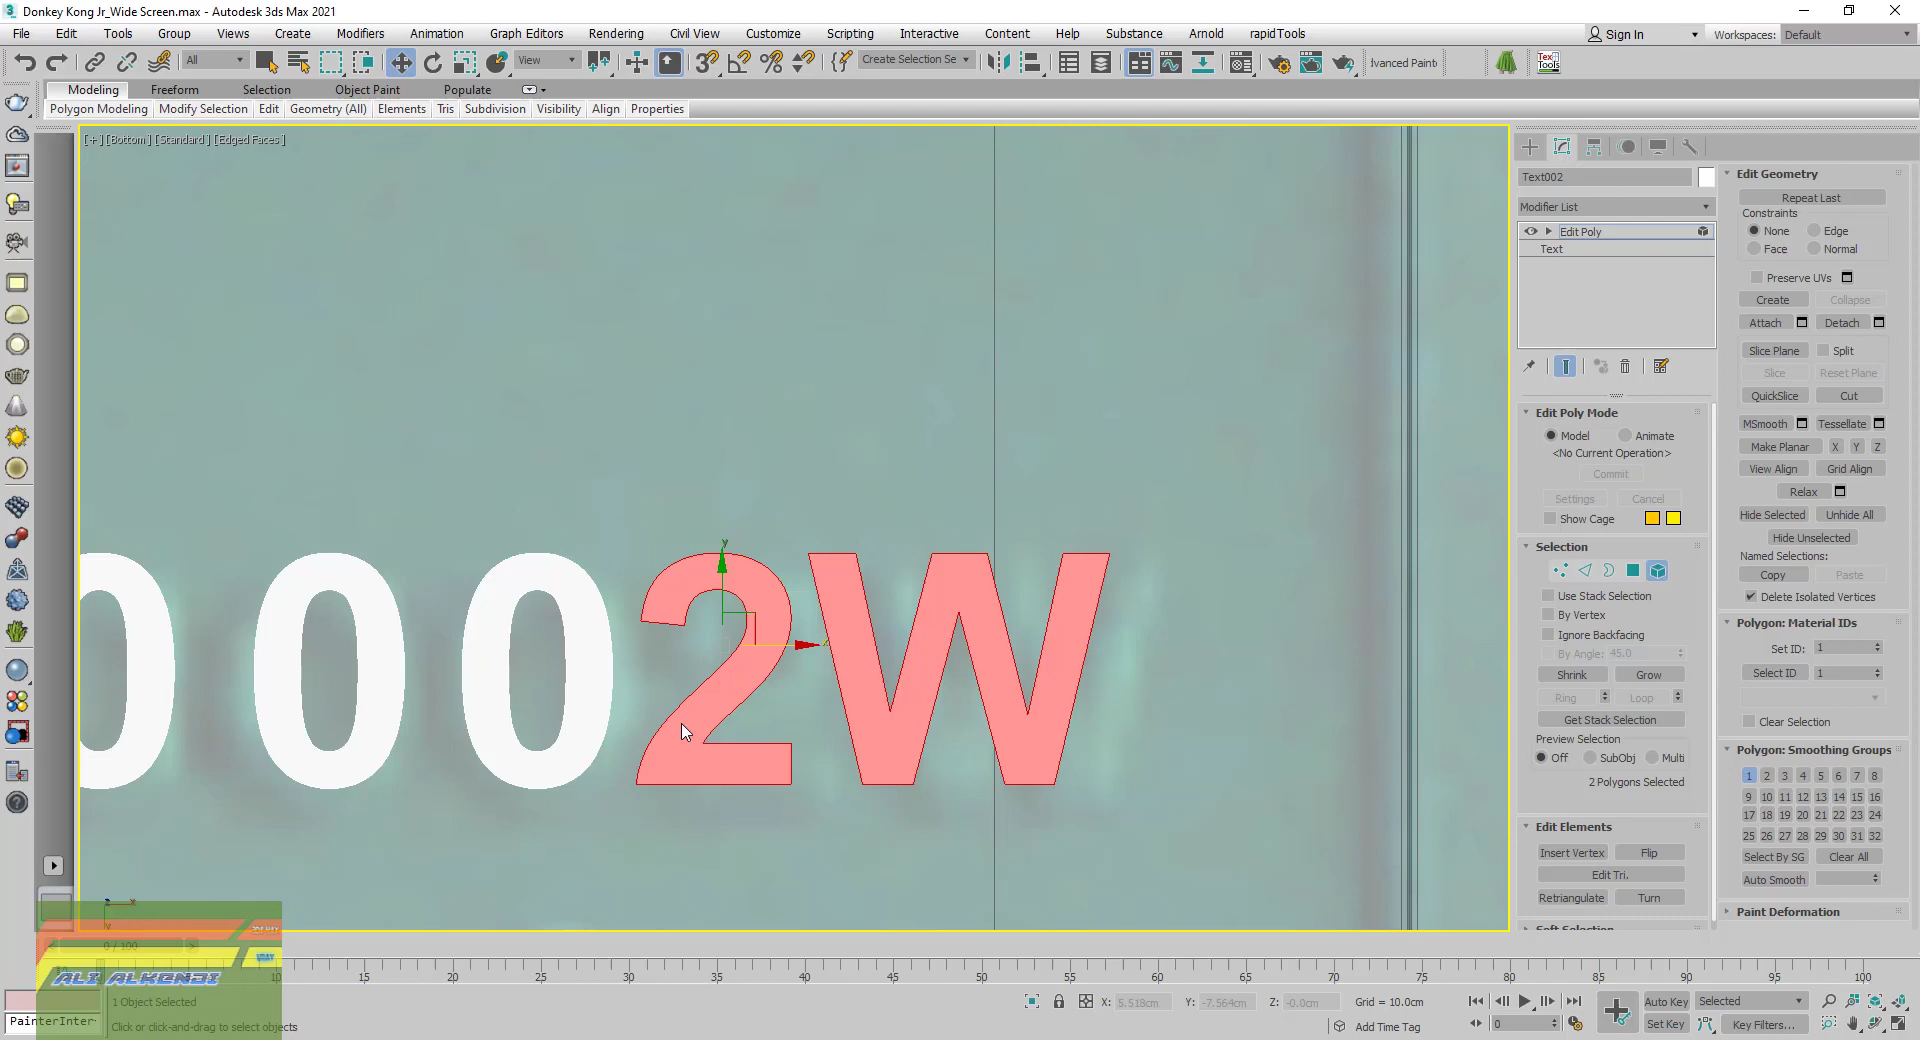 Donkey Kong Jr_Wide Screen.max - Autodesk 3ds Max 2021
File Edit Tools Group Views Create Modifiers Animation Graph Editors Rendering Civil View Customize Scripting Interactive Content Help Substance Arnold rapidTools Sign In Workspaces: Default
All View Create Selection Se lvanced Paint
Modeling Freeform Selection Object Paint Populate
Polygon Modeling Modify Selection Edit Geometry (All) Elements Tris Subdivision Visibility Align Properties
[+] [Bottom] [Standard] [Edged Faces]
0002W
y
Text002
Modifier List
Edit Poly
Text
Edit Poly Mode
Model Animate
<No Current Operation>
Commit
Settings Cancel
Show Cage
Selection
Use Stack Selection
By Vertex
Ignore Backfacing
By Angle: 45.0
Shrink Grow
Ring Loop
Get Stack Selection
Preview Selection
Off SubObj Multi
2 Polygons Selected
Edit Elements
Insert Vertex Flip
Edit Tri.
Retriangulate Turn
Soft Selection
Edit Geometry
Repeat Last
Constraints
None Edge
Face Normal
Preserve UVs
Create Collapse
Attach Detach
Slice Plane Split
Slice Reset Plane
QuickSlice Cut
MSmooth Tessellate
Make Planar X Y Z
View Align Grid Align
Relax
Hide Selected Unhide All
Hide Unselected
Named Selections:
Copy Paste
Delete Isolated Vertices
Polygon: Material IDs
Set ID: 1
Select ID 1
Clear Selection
Polygon: Smoothing Groups
1 2 3 4 5 6 7 8
9 10 11 12 13 14 15 16
17 18 19 20 21 22 23 24
25 26 27 28 29 30 31 32
Select By SG Clear All
Auto Smooth
Paint Deformation
0 / 100
10 15 20 25 30 35 40 45 50 55 60 65 70 75 80 85 90 95 100
ALI ALKENDI
PainterInter
1 Object Selected
Click or click-and-drag to select objects
X: 5.518cm Y: -7.564cm Z: -0.0cm Grid = 10.0cm
Add Time Tag
0
Auto Key Selected
Set Key Key Filters...